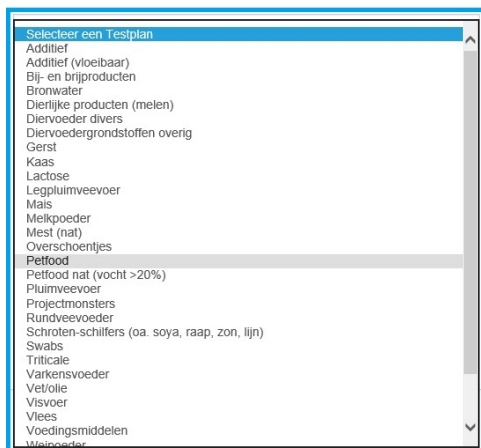 Selecteer een Testplan
Additief
Additief (vloeibaar)
Bij- en brijproducten
Bronwater
Dierlijke producten (melen)
Diervoeder divers
Diervoedergrondstoffen overig
Gerst
Kaas
Lactose
Legpluimveevoer
Mais
Melkpoeder
Mest (nat)
Overschoentjes
Petfood
Petfood nat (vocht >20%)
Pluimveevoer
Projectmonsters
Rundveevoeder
Schroten-schilfers (oa. soya, raap, zon, lijn)
Swabs
Triticale
Varkensvoeder
Vet/olie
Visvoer
Vlees
Voedingsmiddelen
Weipoeder